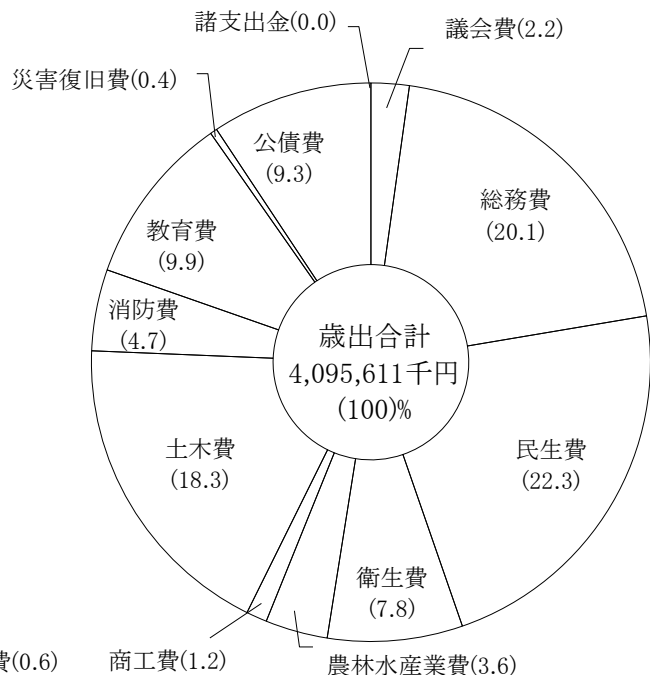 諸支出金(0.0)
議会費(2.2)
災害復旧費(0.4)
公債費
(9.3)
総務費
(20.1)
教育費
(9.9)
消防費
(4.7)
歳出合計
4,095,611千円
(100)%
土木費
(18.3)
民生費
(22.3)
衛生費
(7.8)
費(0.6)
商工費(1.2)
農林水産業費(3.6)